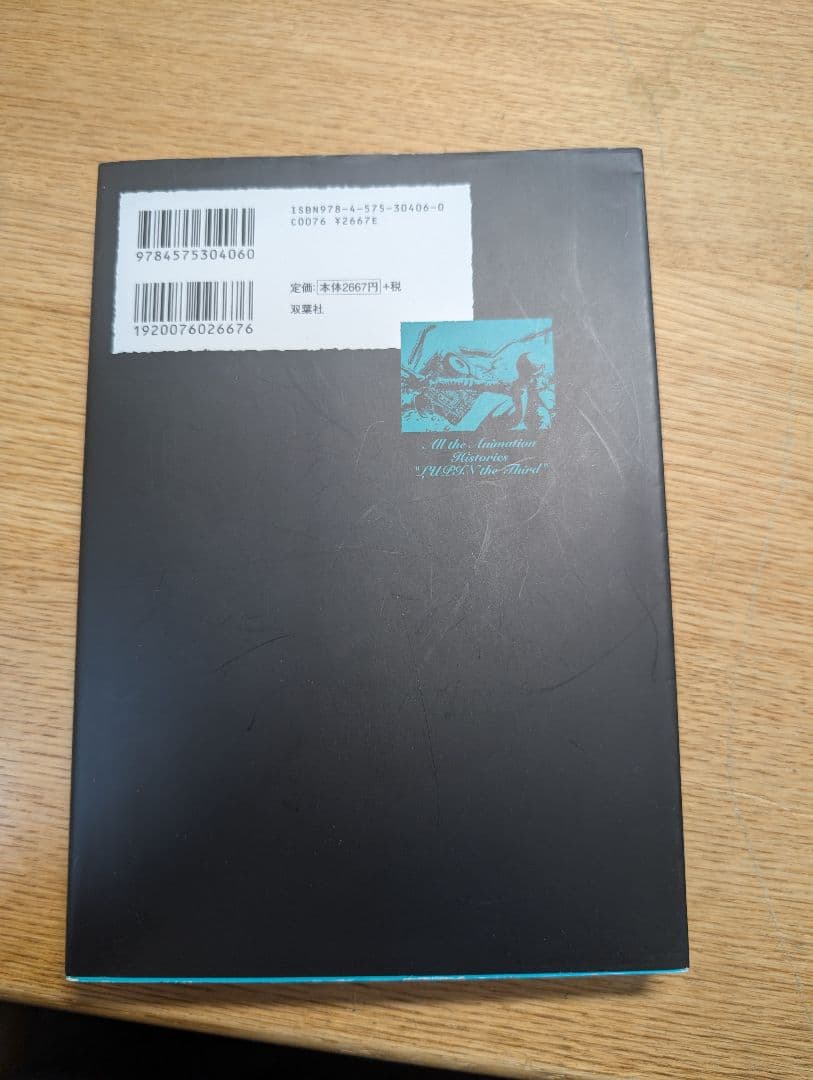 ISBN978-4-575-30406-0
C0076 ¥2667E
9784575304060
定価:本体2667円+税
双葉社
1920076026676
All the Animation
Histories
"LUPIN the Third"